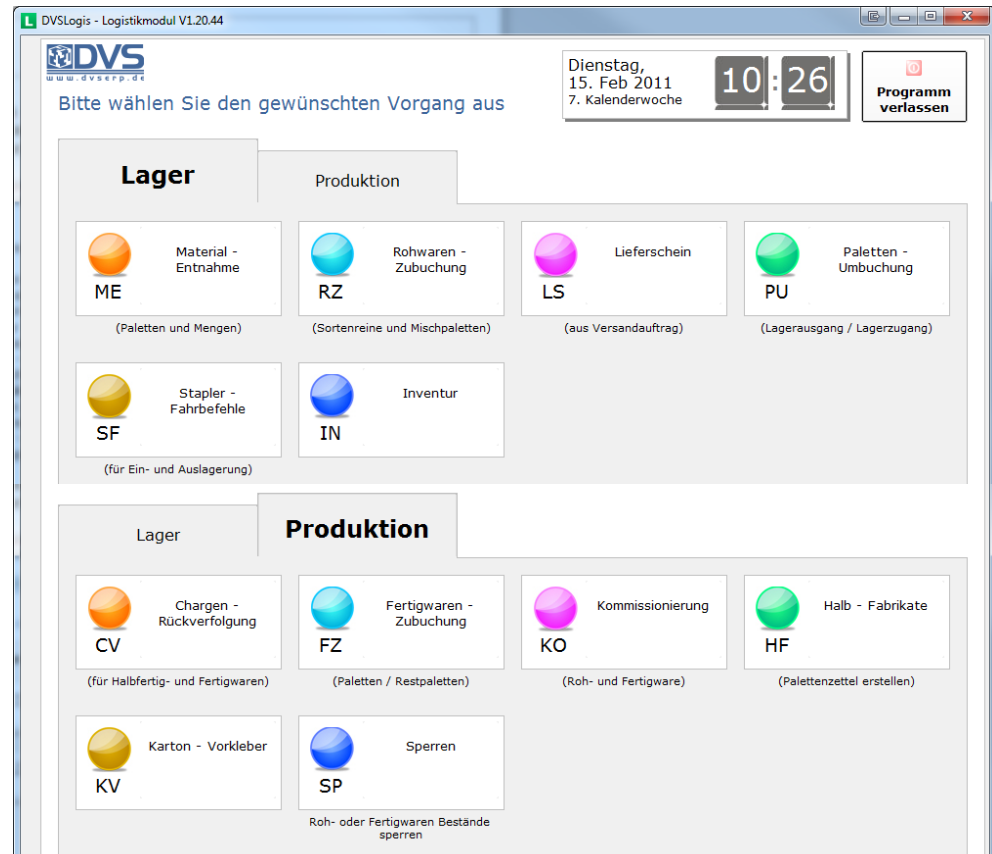 DVSLogis - Logistikmodul V1.20.44
DVS
www.dvserp.de
Bitte wählen Sie den gewünschten Vorgang aus
Dienstag,
15. Feb 2011
7. Kalenderwoche
10:26
Programm
verlassen
Lager
Produktion
Material -
Entnahme
ME
(Paletten und Mengen)
Rohwaren -
Zubuchung
RZ
(Sortenreine und Mischpaletten)
Lieferschein
LS
(aus Versandauftrag)
Paletten -
Umbuchung
PU
(Lagerausgang / Lagerzugang)
Stapler -
Fahrbefehle
SF
(für Ein- und Auslagerung)
Inventur
IN
Lager
Produktion
Chargen -
Rückverfolgung
CV
(für Halbfertig- und Fertigwaren)
Fertigwaren -
Zubuchung
FZ
(Paletten / Restpaletten)
Kommissionierung
KO
(Roh- und Fertigware)
Halb - Fabrikate
HF
(Palettenzettel erstellen)
Karton - Vorkleber
KV
Sperren
SP
Roh- oder Fertigwaren Bestände
sperren